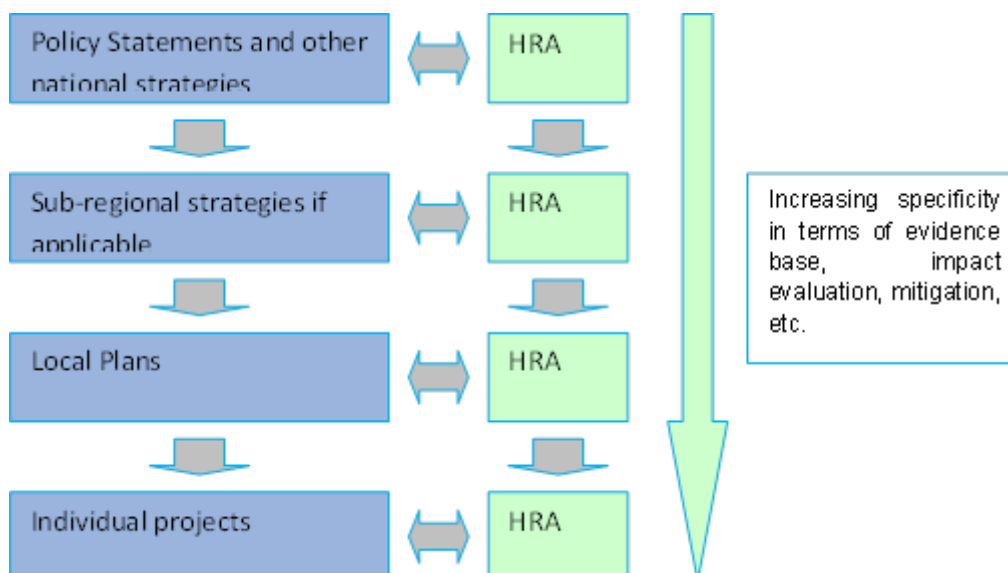 Policy Statements and other
national strategies
HRA
Sub-regional strategies if
applicable
HRA
Increasing specificity
in terms of evidence
base, impact
evaluation, mitigation,
etc.
Local Plans
HRA
Individual projects
HRA